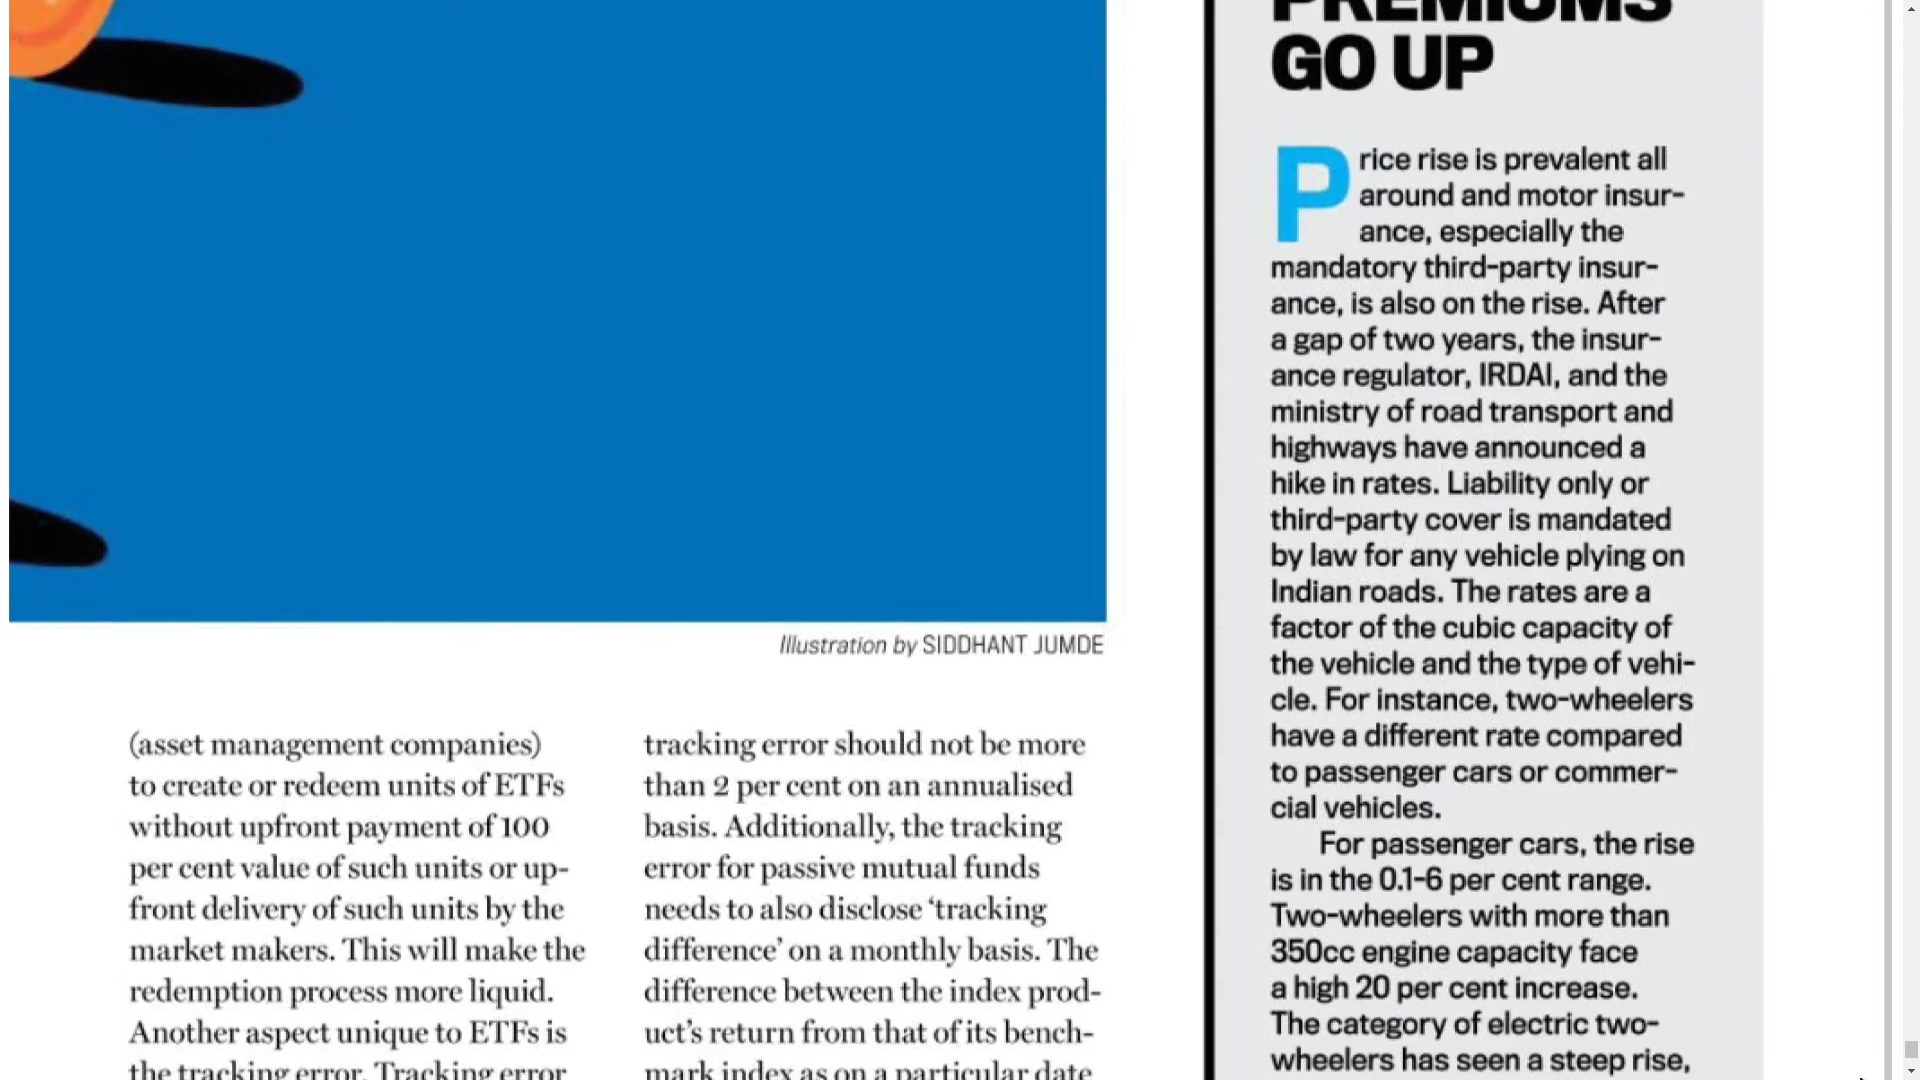 Illustration by SIDDHANT JUMDE
(asset management companies)
to create or redeem units of ETFs
without upfront payment of 100
per cent value of such units or up-
front delivery of such units by the
market makers. This will make the
redemption process more liquid.
Another aspect unique to ETFs is
the tracking error. Tracking error
tracking error should not be more
than 2 per cent on an annualised
basis. Additionally, the tracking
error for passive mutual funds
needs to also disclose ‘tracking
difference’ on a monthly basis. The
difference between the index prod-
uct’s return from that of its bench-
mark index as on a particular date
PREMIUMS
GO UP
Price rise is prevalent all
around and motor insur-
ance, especially the
mandatory third-party insur-
ance, is also on the rise. After
a gap of two years, the insur-
ance regulator, IRDAI, and the
ministry of road transport and
highways have announced a
hike in rates. Liability only or
third-party cover is mandated
by law for any vehicle plying on
Indian roads. The rates are a
factor of the cubic capacity of
the vehicle and the type of vehi-
cle. For instance, two-wheelers
have a different rate compared
to passenger cars or commer-
cial vehicles.
For passenger cars, the rise
is in the 0.1-6 per cent range.
Two-wheelers with more than
350cc engine capacity face
a high 20 per cent increase.
The category of electric two-
wheelers has seen a steep rise,